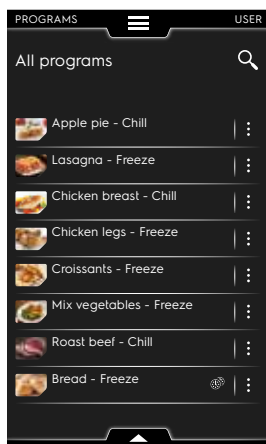 PROGRAMS USER
All programs
Apple pie - Chill
Lasagna - Freeze
Chicken breast - Chill
Chicken legs - Freeze
Croissants - Freeze
Mix vegetables - Freeze
Roast beef - Chill
Bread - Freeze